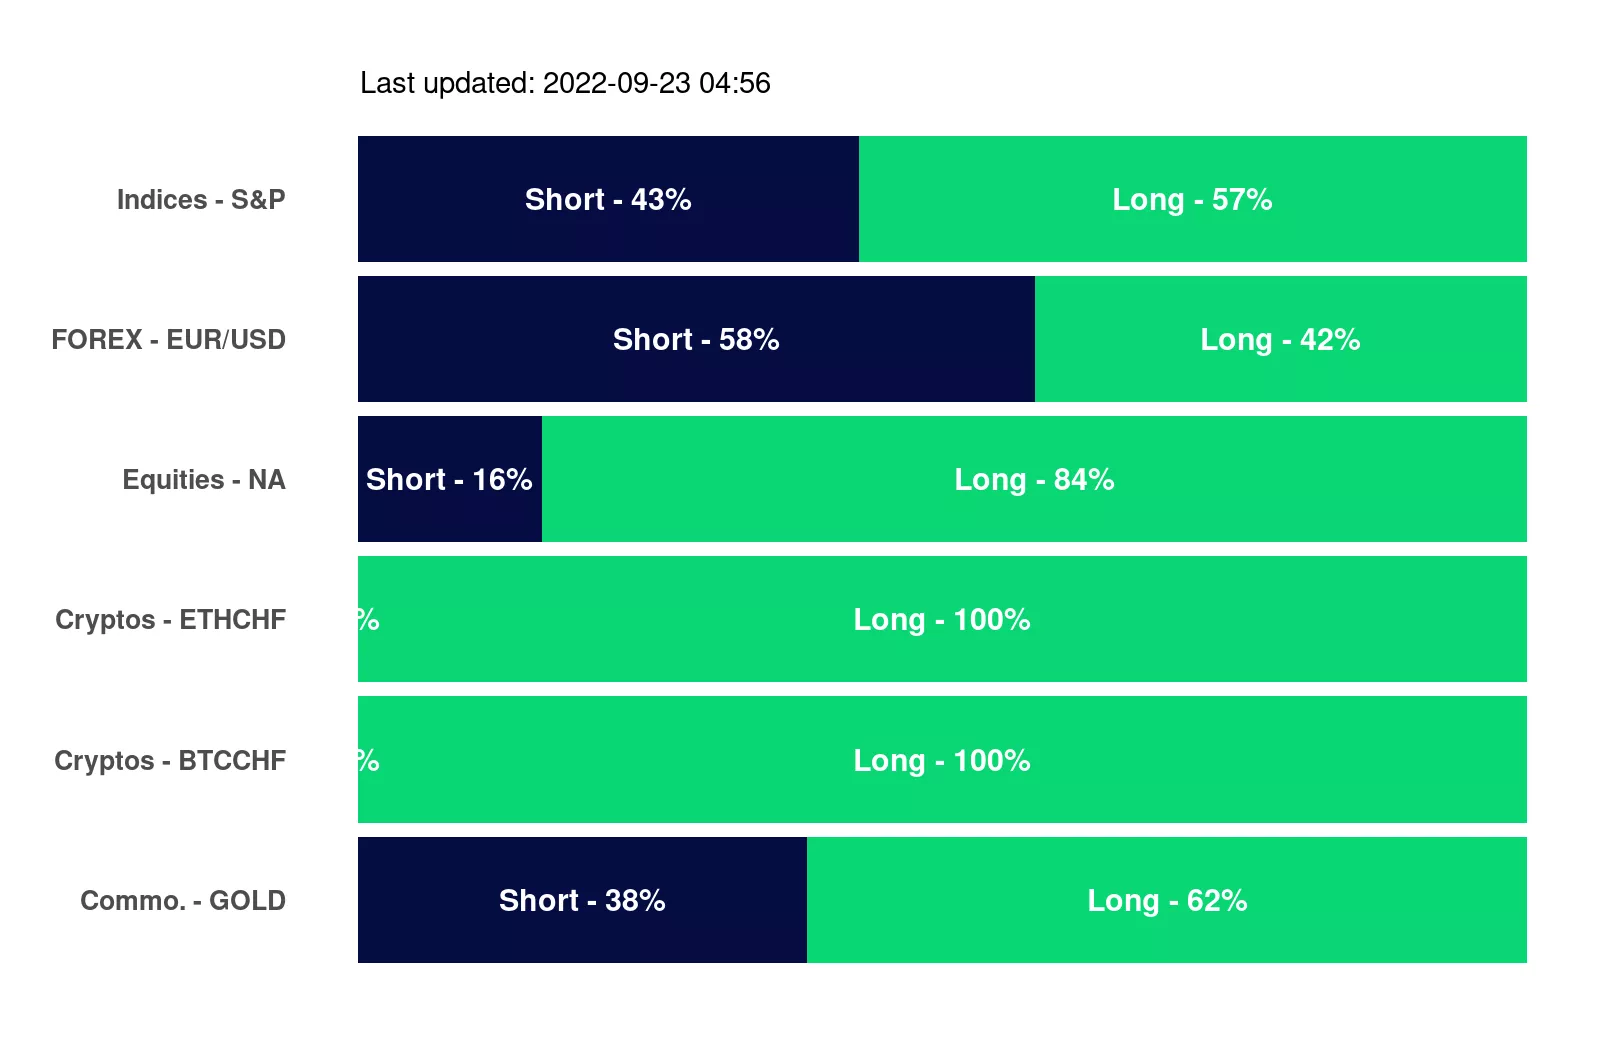 Last updated: 2022-09-23 04:56
Indices - S&P Short - 43% Long - 57%
FOREX - EUR/USD Short - 58% Long - 42%
Equities - NA Short - 16% Long - 84%
Cryptos - ETHCHF % Long - 100%
Cryptos - BTCCHF % Long - 100%
Commo. - GOLD Short - 38% Long - 62%